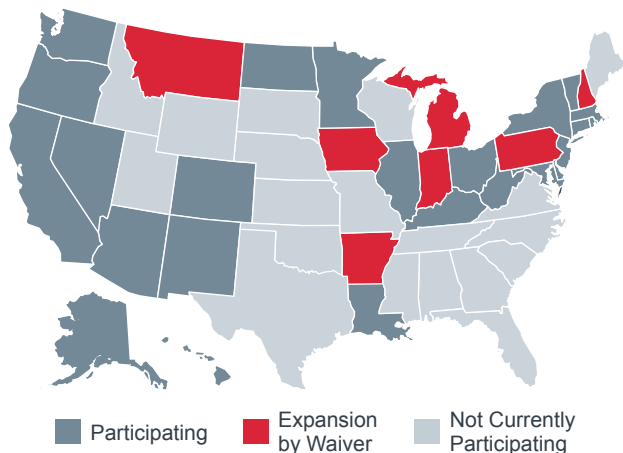 Participating
Expansion
by Waiver
Not Currently
Participating